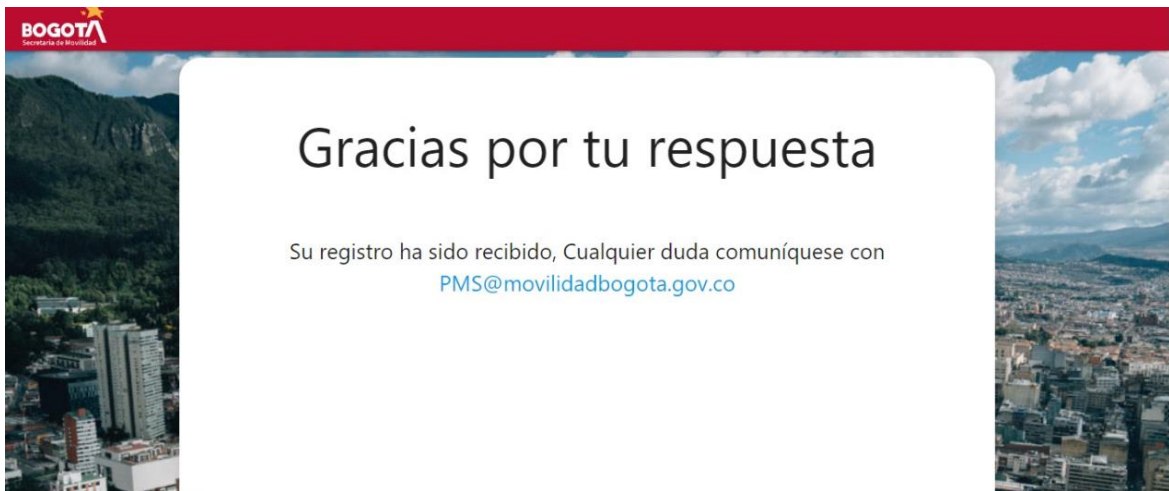 BOGOTÁ
Secretaría de Movilidad
Gracias por tu respuesta
Su registro ha sido recibido, Cualquier duda comuníquese con
PMS@movilidadbogota.gov.co